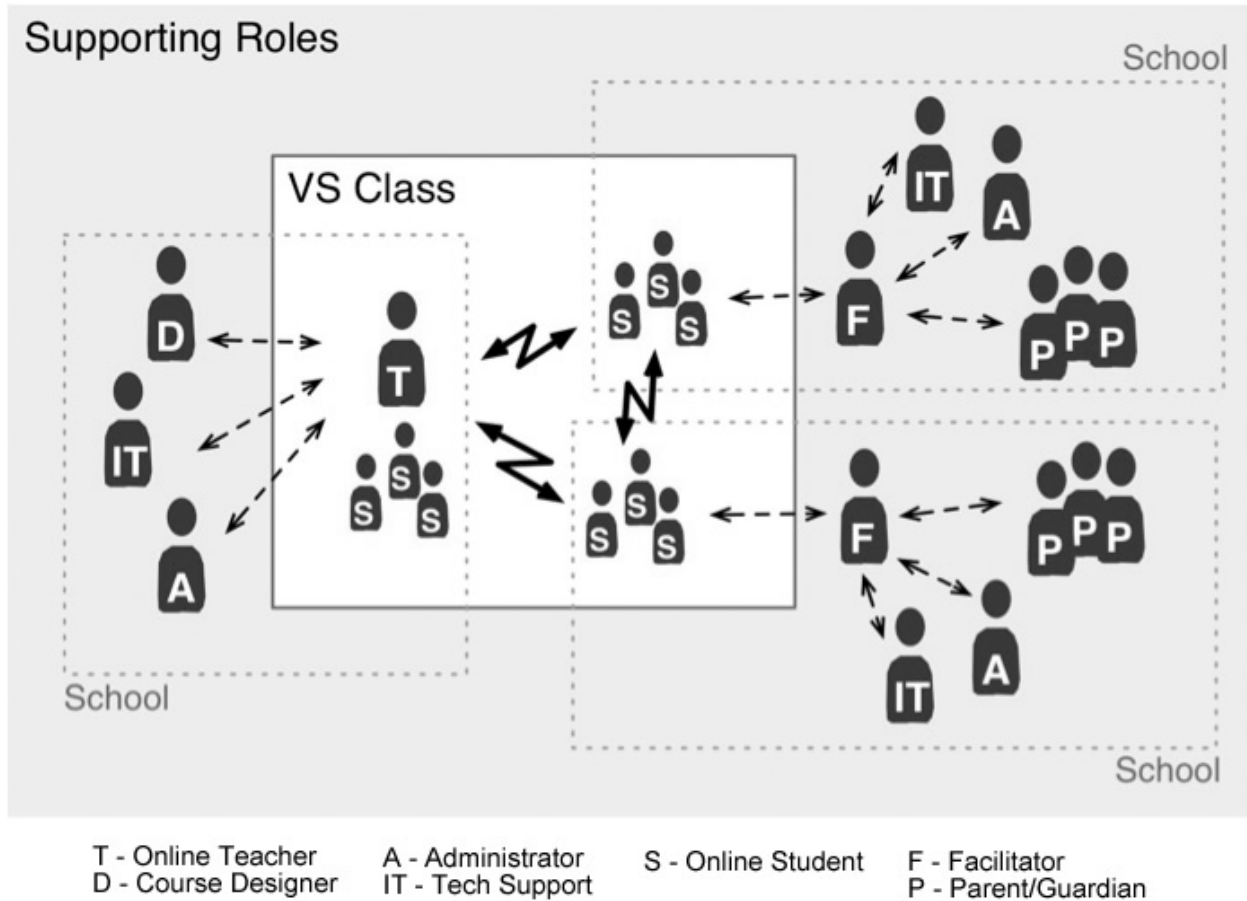 Supporting Roles
School
IT
A
VS Class
D
S
S
S
F
P
P
P
T
IT
S
S
S
S
S
S
F
P
P
P
A
IT
A
School
School
T - Online Teacher
A - Administrator
S - Online Student
F - Facilitator
D - Course Designer
IT - Tech Support
P - Parent/Guardian